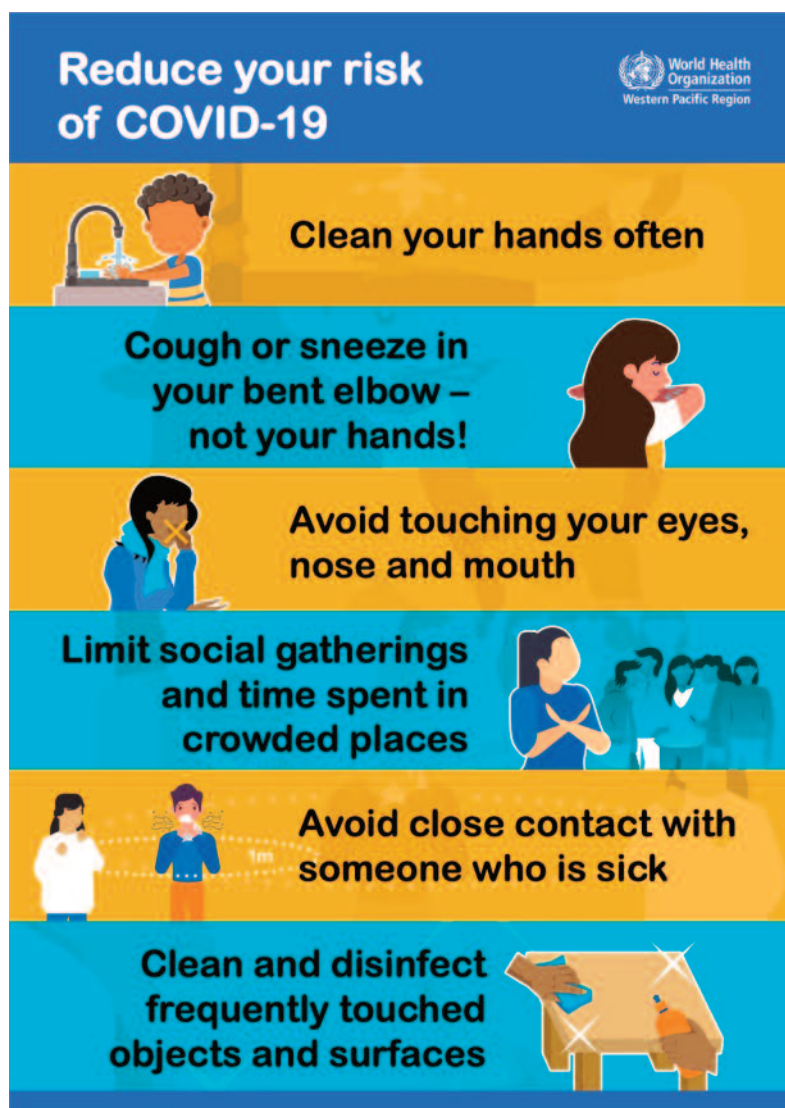 Reduce your risk
of COVID-19
World Health
Organization
Western Pacific Region
Clean your hands often
Cough or sneeze in
your bent elbow –
not your hands!
Avoid touching your eyes,
nose and mouth
Limit social gatherings
and time spent in
crowded places
1m
Avoid close contact with
someone who is sick
Clean and disinfect
frequently touched
objects and surfaces